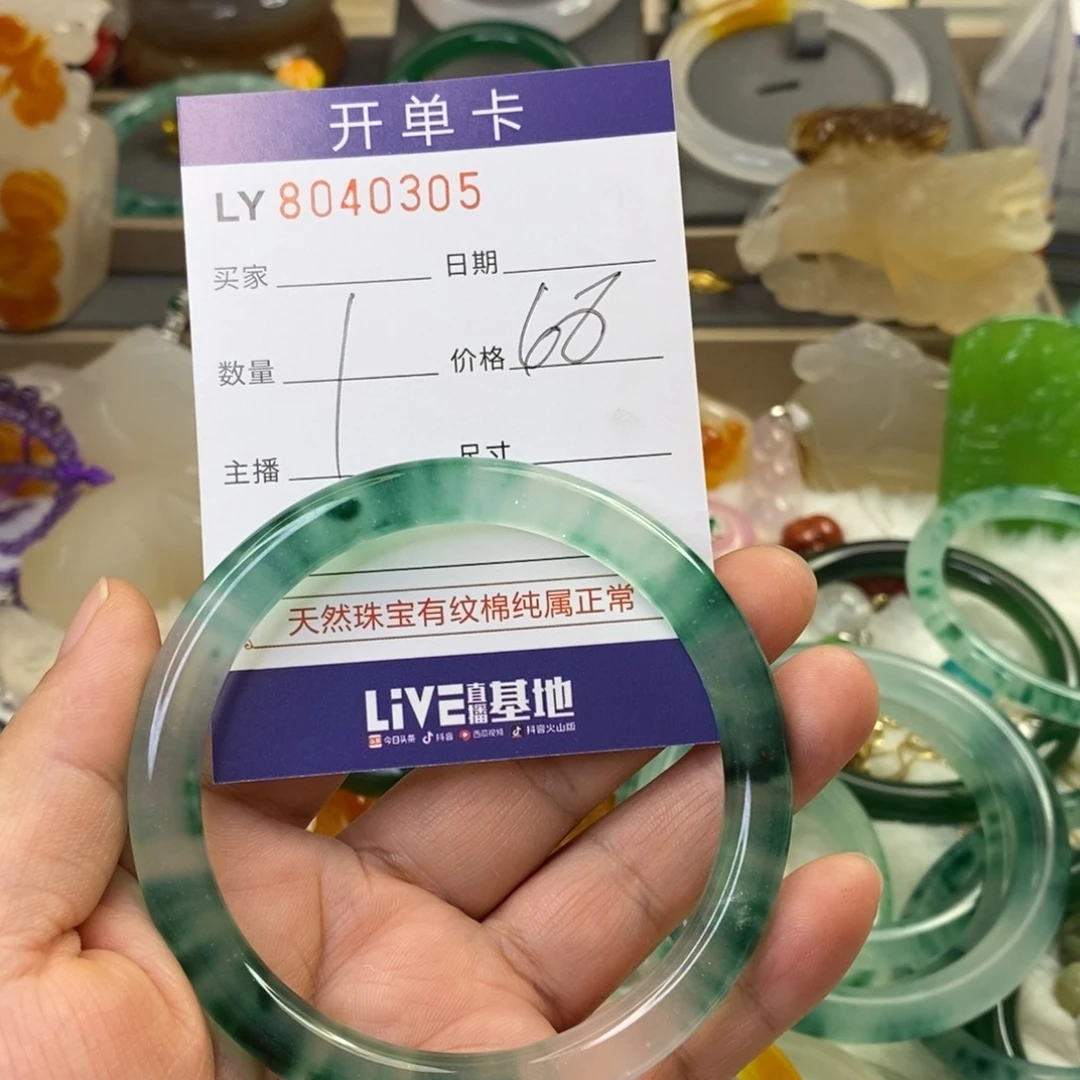 开单卡
LY 8040305
买家 日期
数量 1 价格
主播 尺寸
天然珠宝有纹棉纯属正常
LiVE直播基地
今日头条 抖音 西瓜视频 抖音火山版